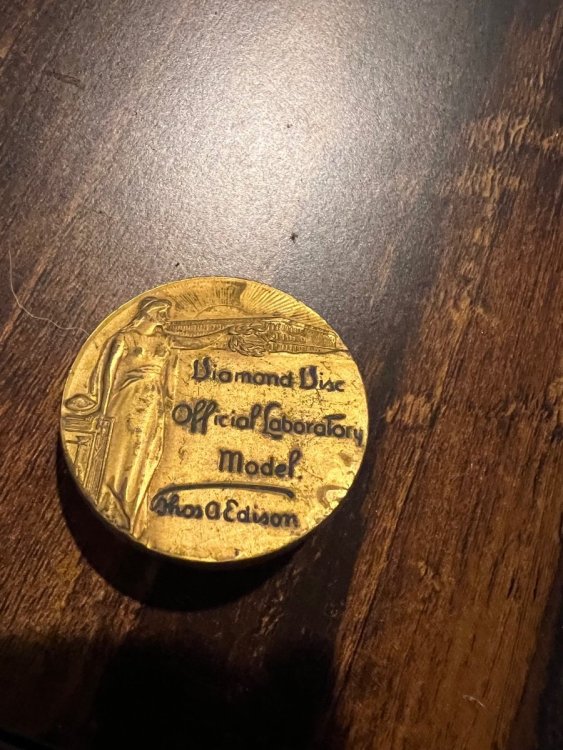 Diamond Disc
Official Laboratory
Model.
Thos A Edison